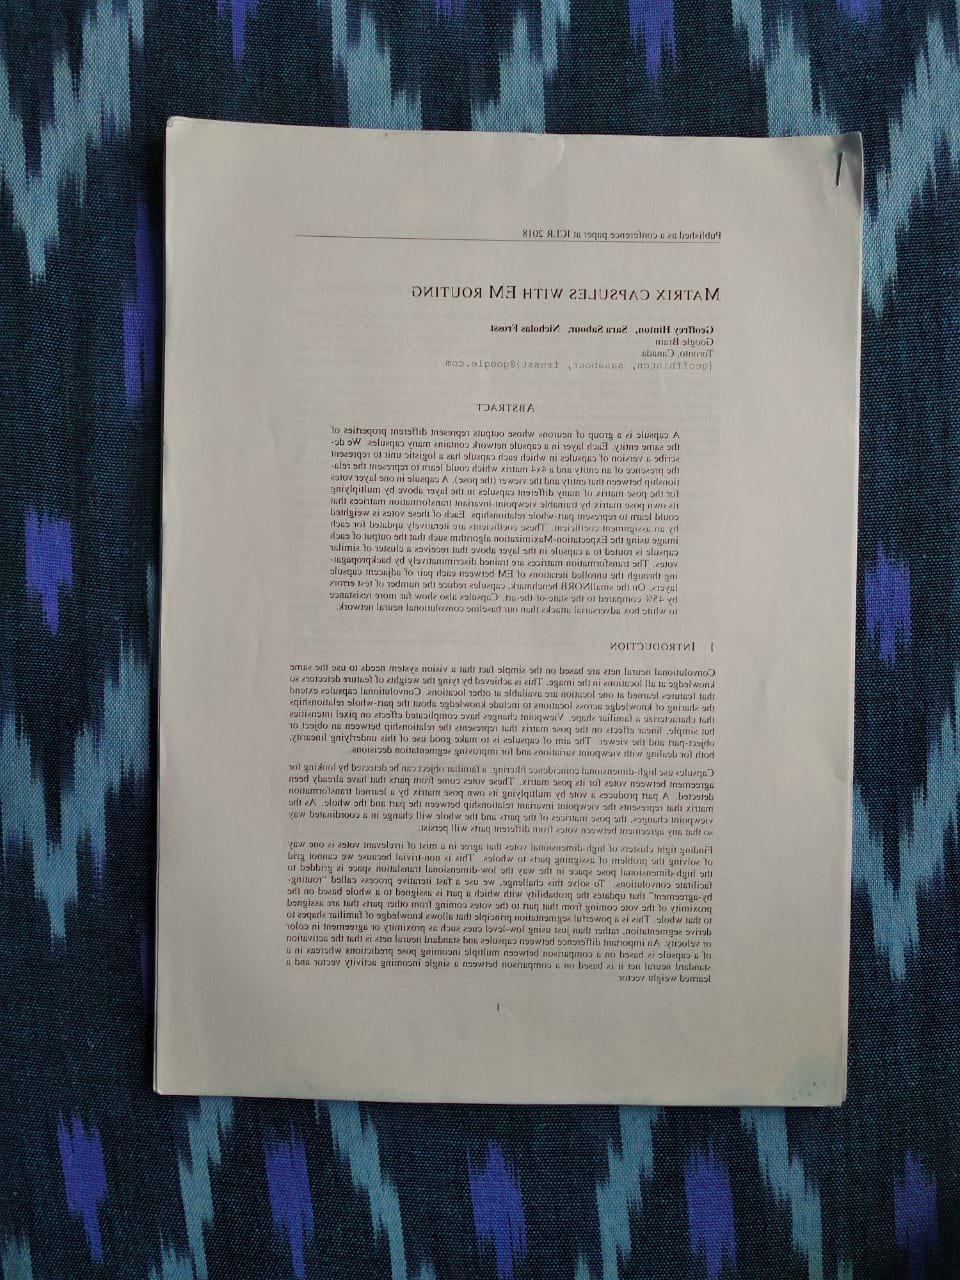 Published as a conference paper at ICLR 2018
MATRIX CAPSULES WITH EM ROUTING
Geoffrey Hinton, Sara Sabour, Nicholas Frosst
Google Brain
Toronto, Canada
{geoffhinton, sasabour, frosst}@google.com
ABSTRACT
A capsule is a group of neurons whose outputs represent different properties of
the same entity. Each layer in a capsule network contains many capsules. We de-
scribe a version of capsules in which each capsule has a logistic unit to represent
the presence of an entity and a 4x4 matrix which could learn to represent the rela-
tionship between that entity and the viewer (the pose). A capsule in one layer votes
for the pose matrix of many different capsules in the layer above by multiplying
its own pose matrix by trainable viewpoint-invariant transformation matrices that
could learn to represent part-whole relationships. Each of these votes is weighted
by an assignment coefficient. These coefficients are iteratively updated for each
image using the Expectation-Maximization algorithm such that the output of each
capsule is routed to a capsule in the layer above that receives a cluster of similar
votes. The transformation matrices are trained discriminatively by backpropagat-
ing through the unrolled iterations of EM between each pair of adjacent capsule
layers. On the smallNORB benchmark, capsules reduce the number of test errors
by 45% compared to the state-of-the-art. Capsules also show far more resistance
to white box adversarial attacks than our baseline convolutional neural network.
1 INTRODUCTION
Convolutional neural nets are based on the simple fact that a vision system needs to use the same
knowledge at all locations in the image. This is achieved by tying the weights of feature detectors so
that features learned at one location are available at other locations. Convolutional capsules extend
the sharing of knowledge across locations to include knowledge about the part-whole relationships
that characterize a familiar shape. Viewpoint changes have complicated effects on pixel intensities
but simple, linear effects on the pose matrix that represents the relationship between an object or
object-part and the viewer. The aim of capsules is to make good use of this underlying linearity,
both for dealing with viewpoint variations and for improving segmentation decisions.
Capsules use high-dimensional coincidence filtering: a familiar object can be detected by looking for
agreement between votes for its pose matrix. These votes come from parts that have already been
detected. A part produces a vote by multiplying its own pose matrix by a learned transformation
matrix that represents the viewpoint invariant relationship between the part and the whole. As the
viewpoint changes, the pose matrices of the parts and the whole will change in a coordinated way
so that any agreement between votes from different parts will persist.
Finding tight clusters of high-dimensional votes that agree in a mist of irrelevant votes is one way
of solving the problem of assigning parts to wholes. This is non-trivial because we cannot grid
the high-dimensional pose space in the way the low-dimensional translation space is gridded to
facilitate convolutions. To solve this challenge, we use a fast iterative process called "routing-
by-agreement" that updates the probability with which a part is assigned to a whole based on the
proximity of the vote coming from that part to the votes coming from other parts that are assigned
to that whole. This is a powerful segmentation principle that allows knowledge of familiar shapes to
derive segmentation, rather than just using low-level cues such as proximity or agreement in color
or velocity. An important difference between capsules and standard neural nets is that the activation
of a capsule is based on a comparison between multiple incoming pose predictions whereas in a
standard neural net it is based on a comparison between a single incoming activity vector and a
learned weight vector.
1